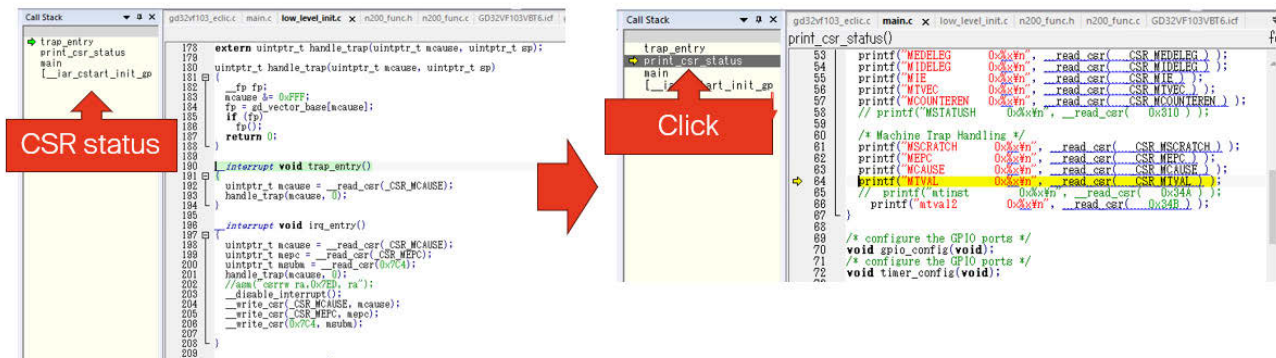 Call Stack
trap_entry
print_csr_status
main
[__iar_cstart_init_gp
CSR status
gd32vf103_eclic.c main.c low_level_init.c x n200_func.h n200_func.c GD32VF103VBT6.icf
178 extern uintptr_t handle_trap(uintptr_t mcause, uintptr_t sp);
179
180 uintptr_t handle_trap(uintptr_t mcause, uintptr_t sp)
181 {
182 __fp fp;
183 mcause &= 0xFFF;
184 fp = gd_vector_base[mcause];
185 if (fp)
186 fp();
187 return 0;
188 }
189
190 __interrupt void trap_entry()
191 {
192 uintptr_t mcause = __read_csr(_CSR_MCAUSE);
193 handle_trap(mcause, 0);
194 }
195
196 __interrupt void irq_entry()
197 {
198 uintptr_t mcause = __read_csr(_CSR_MCAUSE);
199 uintptr_t mepc = __read_csr(_CSR_MEPC);
200 uintptr_t msubm = __read_csr(0x7C4);
201 handle_trap(mcause, 0);
202 //asm("csrrw ra,0x7ED, ra");
203 __disable_interrupt();
204 __write_csr(_CSR_MCAUSE, mcause);
205 __write_csr(_CSR_MEPC, mepc);
206 __write_csr(0x7C4, msubm);
207
208 }
209
Call Stack
trap_entry
print_csr_status
main
[__iar_cstart_init_gp
Click
gd32vf103_eclic.c main.c x low_level_init.c n200_func.h n200_func.c GD32VF103VBT6.icf
print_csr_status()
53 printf("MEDELEG 0x%x¥n", __read_csr( _CSR_MEDELEG ) );
54 printf("MIDELEG 0x%x¥n", __read_csr( _CSR_MIDELEG ) );
55 printf("MIE 0x%x¥n", __read_csr( _CSR_MIE ) );
56 printf("MTVEC 0x%x¥n", __read_csr( _CSR_MTVEC ) );
57 printf("MCOUNTEREN 0x%x¥n", __read_csr( _CSR_MCOUNTEREN ) );
58 // printf("MSTATUSH 0x%x¥n", __read_csr( 0x310 ) );
59
60 /* Machine Trap Handling */
61 printf("MSCRATCH 0x%x¥n", __read_csr( _CSR_MSCRATCH ) );
62 printf("MEPC 0x%x¥n", __read_csr( _CSR_MEPC ) );
63 printf("MCAUSE 0x%x¥n", __read_csr( _CSR_MCAUSE ) );
64 printf("MTVAL 0x%x¥n", __read_csr( _CSR_MTVAL ) );
65 // printf("mtinst 0x%x¥n", __read_csr( 0x34A ) );
66 printf("mtval2 0x%x¥n", __read_csr( 0x34B ) );
67 }
68
69 /* configure the GPIO ports */
70 void gpio_config(void);
71 /* configure the GPIO ports */
72 void timer_config(void);